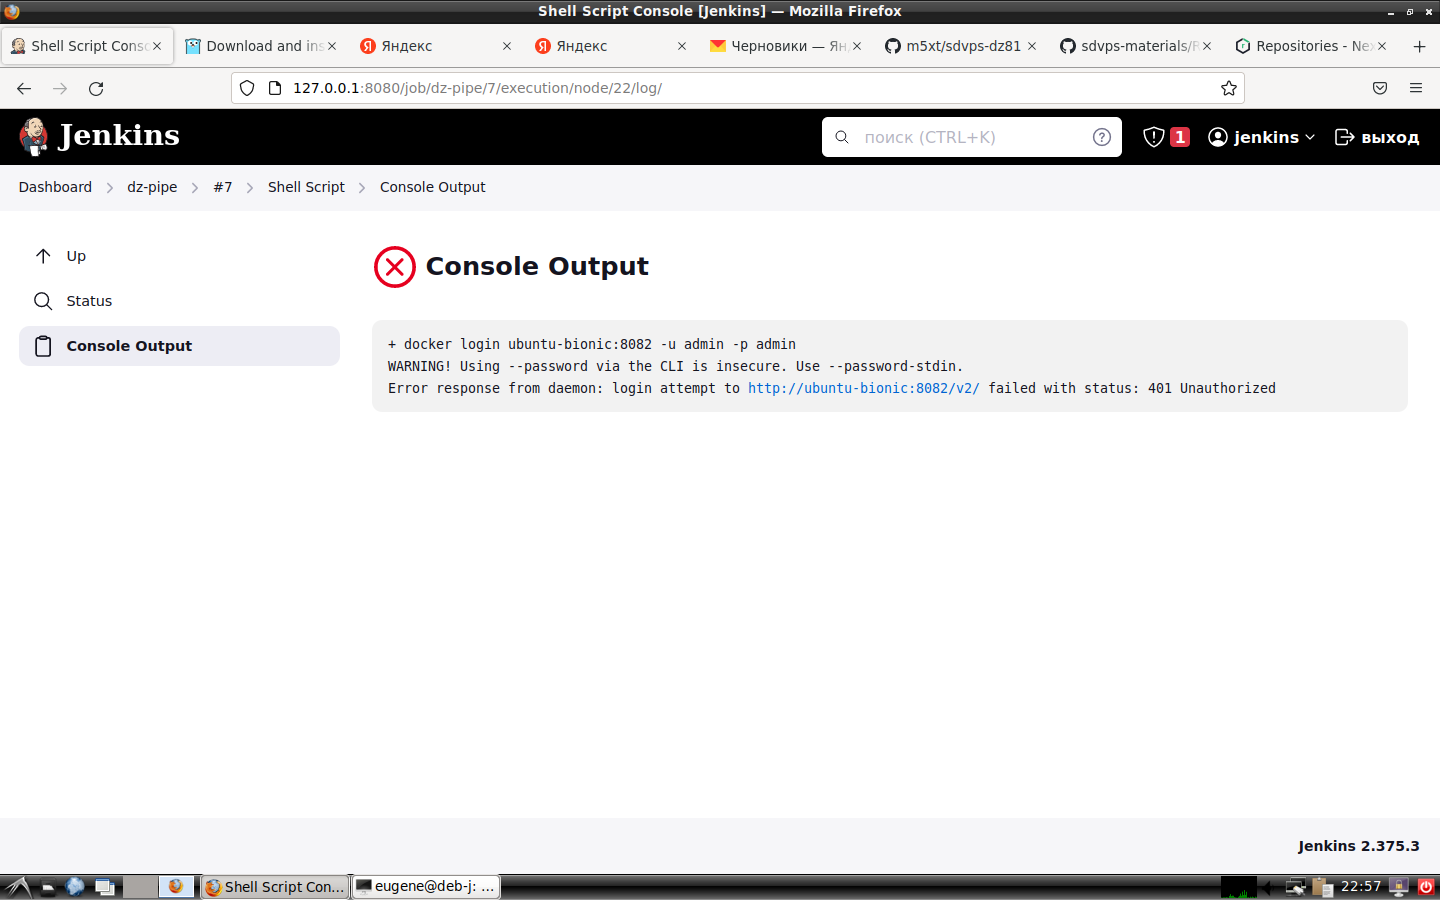 Shell Script Console [Jenkins] — Mozilla Firefox
Shell Script Consc
Download and ins
Яндекс
Яндекс
Черновики — Ян
m5xt/sdvps-dz81
sdvps-materials/R
Repositories - Nex
127.0.0.1:8080/job/dz-pipe/7/execution/node/22/log/
Jenkins
поиск (CTRL+K)
1
jenkins
выход
Dashboard
dz-pipe
#7
Shell Script
Console Output
Up
Status
Console Output
Console Output
+ docker login ubuntu-bionic:8082 -u admin -p admin
WARNING! Using --password via the CLI is insecure. Use --password-stdin.
Error response from daemon: login attempt to http://ubuntu-bionic:8082/v2/ failed with status: 401 Unauthorized
Jenkins 2.375.3
Shell Script Con...
eugene@deb-j: ...
22:57